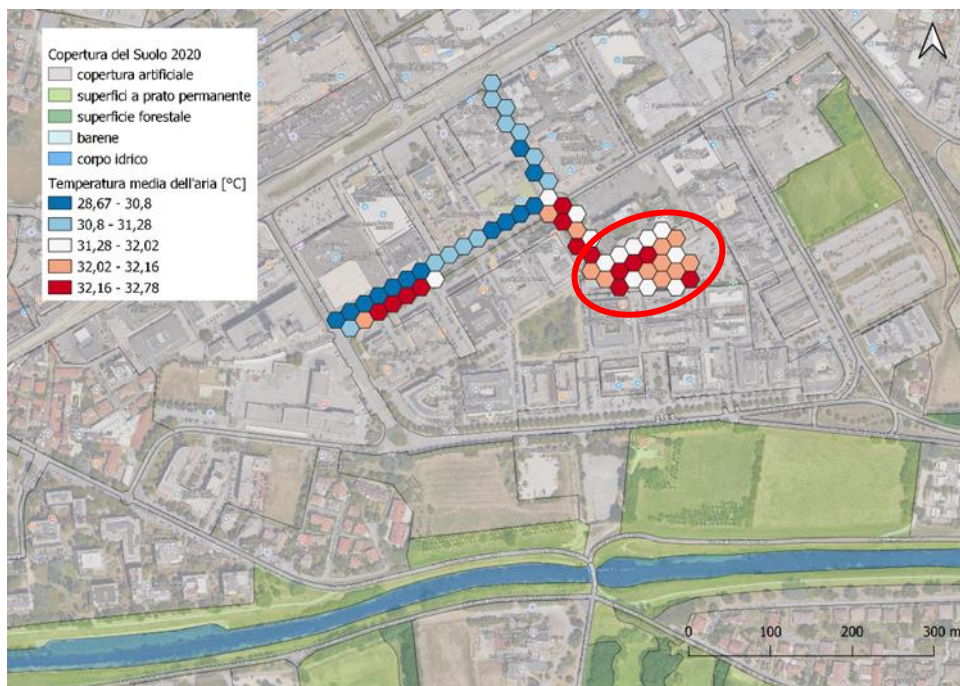 Copertura del Suolo 2020
copertura artificiale
superfici a prato permanente
superficie forestale
barene
corpo idrico
Temperatura media dell'aria [°C]
28,67 - 30,8
30,8 - 31,28
31,28 - 32,02
32,02 - 32,16
32,16 - 32,78
0 100 200 300 m